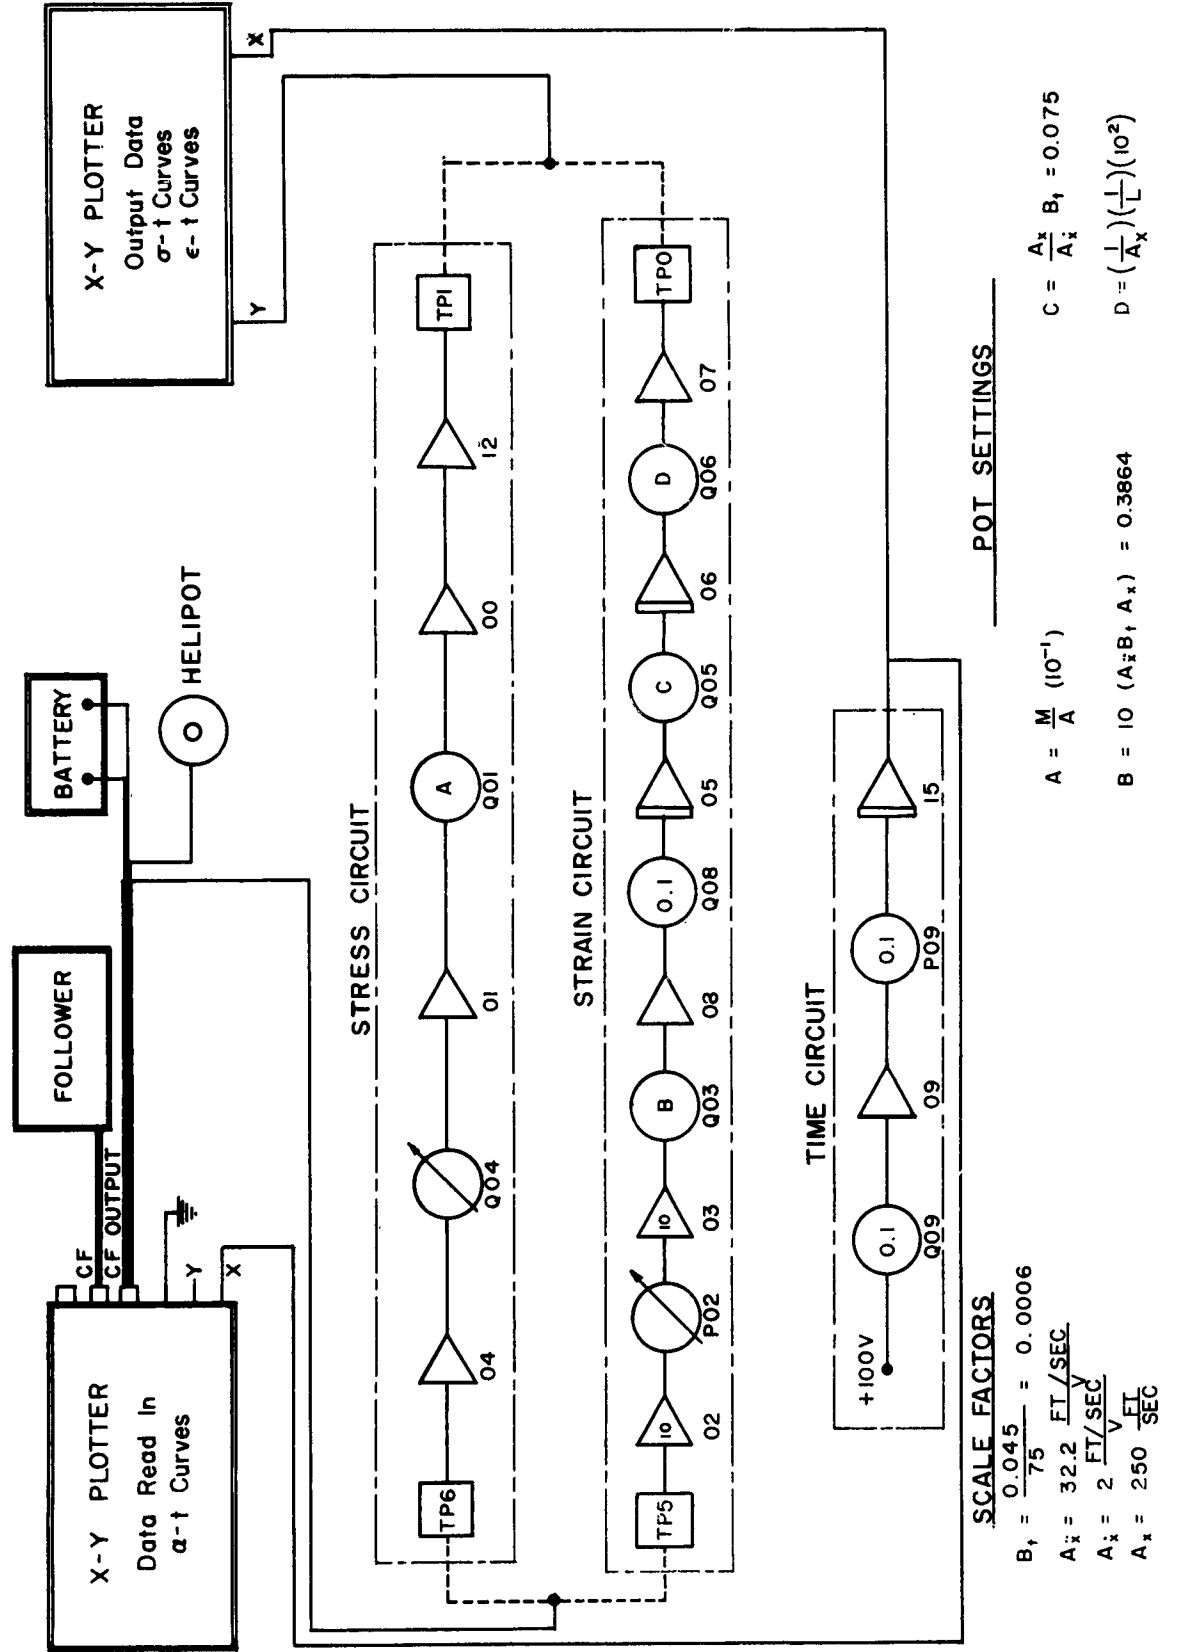 X-Y PLOTTER
Data Read In
α-t Curves
CF
CF OUTPUT
Y
X
FOLLOWER
BATTERY
HELIPOT
X-Y PLOTTER
Output Data
σ-t Curves
ϵ-t Curves
Y
X
STRESS CIRCUIT
TP6
04
Q04
01
A
Q01
00
12
TP1
STRAIN CIRCUIT
TP5
10
02
P02
10
03
B
Q03
08
0.1
Q08
05
C
Q05
06
D
Q06
07
TP0
TIME CIRCUIT
+100V
0.1
Q09
09
0.1
P09
15
SCALE FACTORS
Bₜ = 0.045 / 75 = 0.0006
Aẍ = 32.2 FT/SEC / V
Aẋ = 2 FT/SEC / V
Aₓ = 250 FT / SEC
POT SETTINGS
A = M/A (10⁻¹)
B = 10 (Aẍ Bₜ Aₓ) = 0.3864
C = Aₓ/Aẋ Bₜ = 0.075
D = (1/Aₓ)(1/L)(10²)